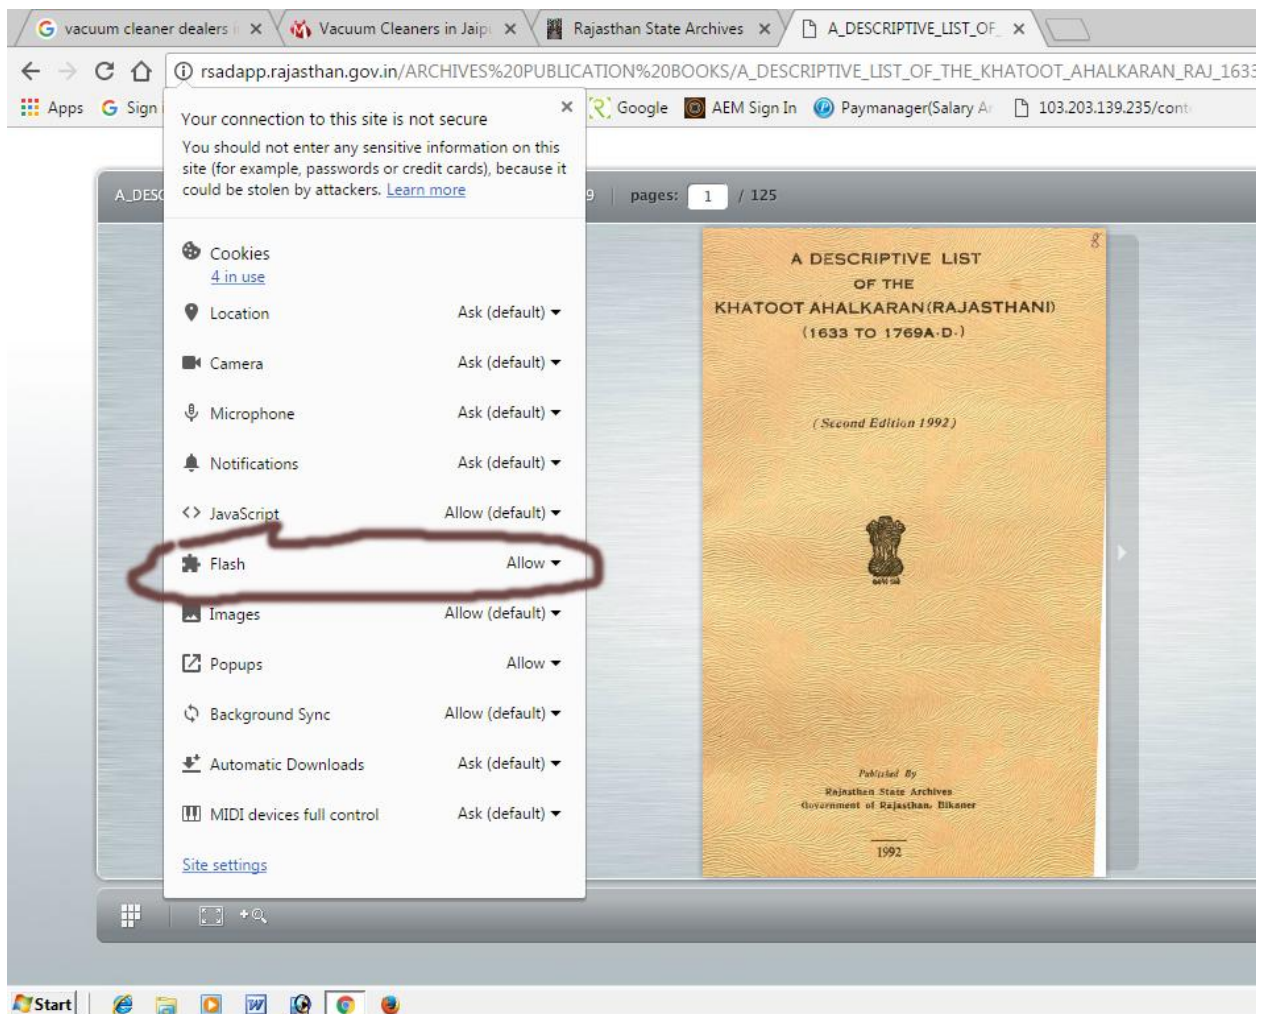 vacuum cleaner dealers i
Vacuum Cleaners in Jaip
Rajasthan State Archives
A_DESCRIPTIVE_LIST_OF_
rsadapp.rajasthan.gov.in/ARCHIVES%20PUBLICATION%20BOOKS/A_DESCRIPTIVE_LIST_OF_THE_KHATOOT_AHALKARAN_RAJ_1633
Apps
Sign i
Google
AEM Sign In
Paymanager(Salary Ar
103.203.139.235/cont
Your connection to this site is not secure
You should not enter any sensitive information on this
site (for example, passwords or credit cards), because it
could be stolen by attackers. Learn more
A_DESC
9
pages: 1 / 125
Cookies
4 in use
Location Ask (default)
Camera Ask (default)
Microphone Ask (default)
Notifications Ask (default)
JavaScript Allow (default)
Flash Allow
Images Allow (default)
Popups Allow
Background Sync Allow (default)
Automatic Downloads Ask (default)
MIDI devices full control Ask (default)
Site settings
8
A DESCRIPTIVE LIST
OF THE
KHATOOT AHALKARAN (RAJASTHANI)
(1633 TO 1769A.D.)
(Second Edition 1992)
Published By
Rajasthan State Archives
Government of Rajasthan, Bikaner
1992
Start